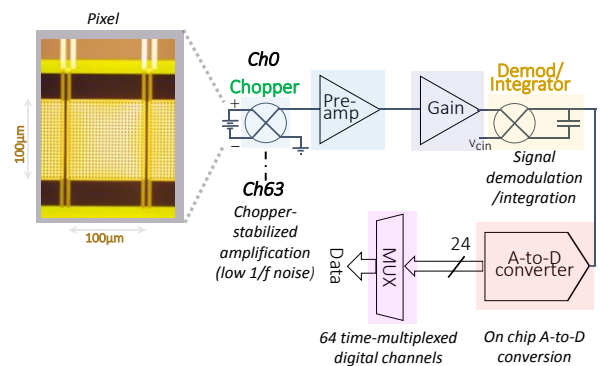 Pixel
100µm
100µm
Ch0
Chopper
+
−
Ch63
Chopper-
stabilized
amplification
(low 1/f noise)
Pre-
amp
Gain
Demod/
Integrator
Vcin
Signal
demodulation
/integration
A-to-D
converter
24
MUX
Data
64 time-multiplexed
digital channels
On chip A-to-D
conversion